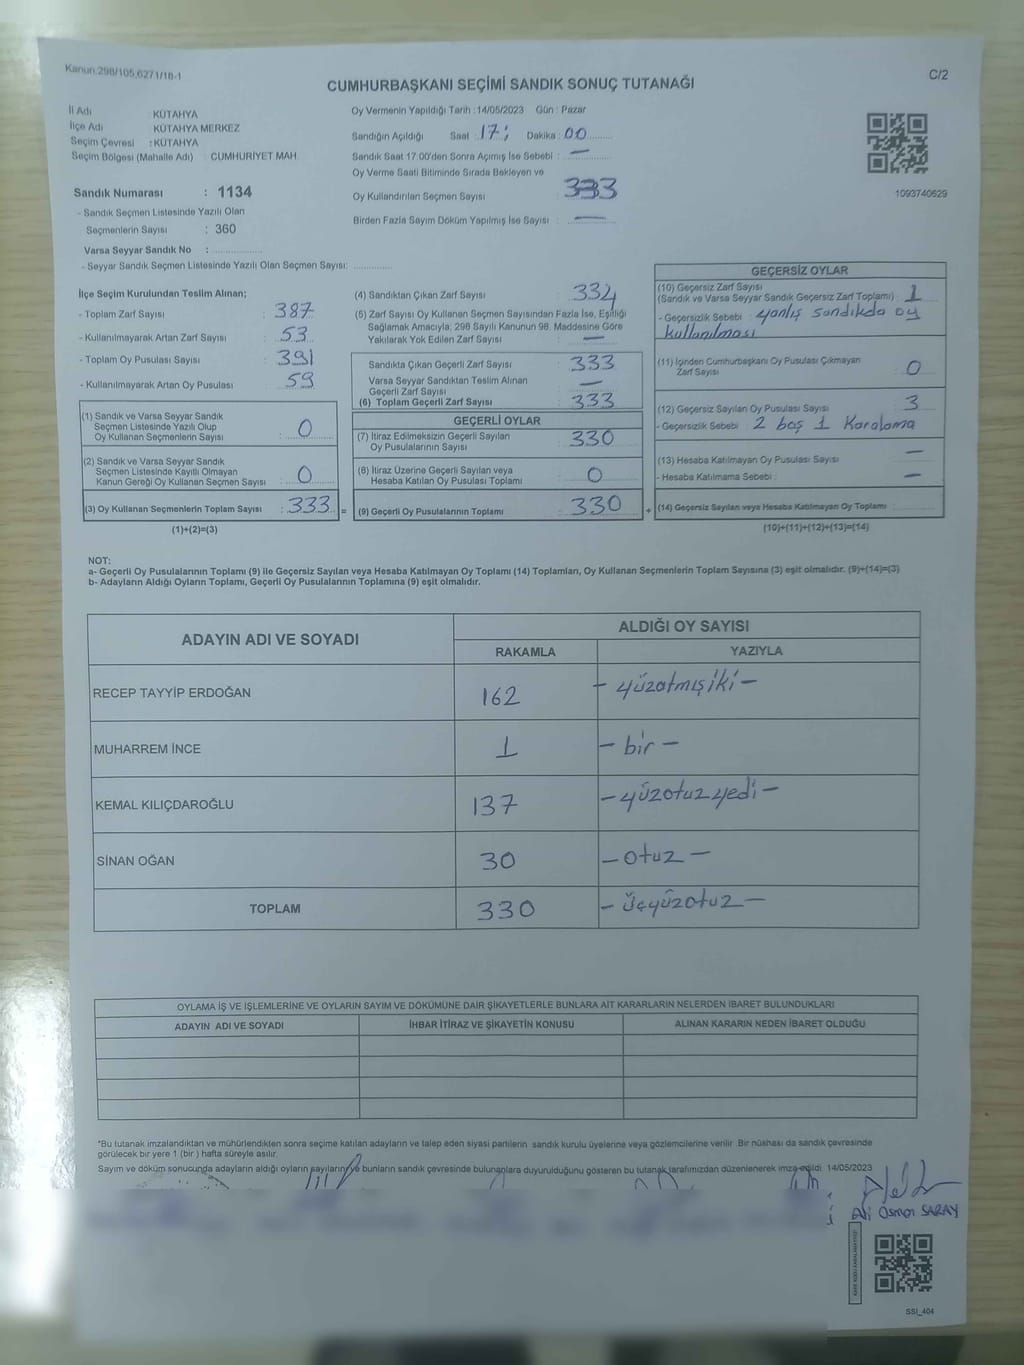 Kanun:298/105,6271/18-1
C/2
CUMHURBAŞKANI SEÇİMİ SANDIK SONUÇ TUTANAĞI
İl Adı KÜTAHYA
İlçe Adı KÜTAHYA MERKEZ
Seçim Çevresi : KÜTAHYA
Seçim Bölgesi (Mahalle Adı) CUMHURİYET MAH.
Sandık Numarası : 1134
- Sandık Seçmen Listesinde Yazılı Olan
Seçmenlerin Sayısı : 360
Varsa Seyyar Sandık No :
- Seyyar Sandık Seçmen Listesinde Yazılı Olan Seçmen Sayısı:
Oy Vermenin Yapıldığı Tarih : 14/05/2023 Gün : Pazar
Sandığın Açıldığı Saat : 17; Dakika : 00
Sandık Saat 17:00'den Sonra Açımış İse Sebebi : —
Oy Verme Saati Bitiminde Sırada Bekleyen ve
Oy Kullandırılan Seçmen Sayısı 333
Birden Fazla Sayım Döküm Yapılmış İse Sayısı : —
1093740629
İlçe Seçim Kurulundan Teslim Alınan;
- Toplam Zarf Sayısı : 387
- Kullanılmayarak Artan Zarf Sayısı : 53
- Toplam Oy Pusulası Sayısı : 391
- Kullanılmayarak Artan Oy Pusulası : 59
(1) Sandık ve Varsa Seyyar Sandık
Seçmen Listesinde Yazılı Olup
Oy Kullanan Seçmenlerin Sayısı : 0
(2) Sandık ve Varsa Seyyar Sandık
Seçmen Listesinde Kayıtlı Olmayan
Kanun Gereği Oy Kullanan Seçmen Sayısı : 0
(3) Oy Kullanan Seçmenlerin Toplam Sayısı : 333 =
(1)+(2)=(3)
(4) Sandıktan Çıkan Zarf Sayısı : 334
(5) Zarf Sayısı Oy Kullanan Seçmen Sayısından Fazla İse, Eşitliği
Sağlamak Amacıyla; 298 Sayılı Kanunun 98. Maddesine Göre
Yakılarak Yok Edilen Zarf Sayısı : —
Sandıkta Çıkan Geçerli Zarf Sayısı : 333
Varsa Seyyar Sandıktan Teslim Alınan
Geçerli Zarf Sayısı : —
(6) Toplam Geçerli Zarf Sayısı : 333
GEÇERLİ OYLAR
(7) İtiraz Edilmeksizin Geçerli Sayılan
Oy Pusulalarının Sayısı : 330
(8) İtiraz Üzerine Geçerli Sayılan veya
Hesaba Katılan Oy Pusulası Toplamı : 0
(9) Geçerli Oy Pusulalarının Toplamı : 330 +
GEÇERSİZ OYLAR
(10) Geçersiz Zarf Sayısı
(Sandık ve Varsa Seyyar Sandık Geçersiz Zarf Toplamı) : 1
- Geçersizlik Sebebi : yanlış sandıkda oy
kullanılması
(11) İçinden Cumhurbaşkanı Oy Pusulası Çıkmayan
Zarf Sayısı : 0
(12) Geçersiz Sayılan Oy Pusulası Sayısı : 3
- Geçersizlik Sebebi : 2 boş 1 Karalama
(13) Hesaba Katılmayan Oy Pusulası Sayısı : —
- Hesaba Katılmama Sebebi : —
(14) Geçersiz Sayılan veya Hesaba Katılmayan Oy Toplamı :
(10)+(11)+(12)+(13)=(14)
NOT:
a- Geçerli Oy Pusulalarının Toplamı (9) ile Geçersiz Sayılan veya Hesaba Katılmayan Oy Toplamı (14) Toplamları, Oy Kullanan Seçmenlerin Toplam Sayısına (3) eşit olmalıdır. (9)+(14)=(3)
b- Adayların Aldığı Oyların Toplamı, Geçerli Oy Pusulalarının Toplamına (9) eşit olmalıdır.
ADAYIN ADI VE SOYADI ALDIĞI OY SAYISI
RAKAMLA YAZIYLA
RECEP TAYYİP ERDOĞAN 162 - yüzatmışiki -
MUHARREM İNCE 1 - bir -
KEMAL KILIÇDAROĞLU 137 - yüzotuzyedi -
SİNAN OĞAN 30 - otuz -
TOPLAM 330 - üçyüzotuz -
OYLAMA İŞ VE İŞLEMLERİNE VE OYLARIN SAYIM VE DÖKÜMÜNE DAİR ŞİKAYETLERLE BUNLARA AİT KARARLARIN NELERDEN İBARET BULUNDUKLARI
ADAYIN ADI VE SOYADI İHBAR İTİRAZ VE ŞİKAYETİN KONUSU ALINAN KARARIN NEDEN İBARET OLDUĞU
*Bu tutanak imzalandıktan ve mühürlendikten sonra seçime katılan adayların ve talep eden siyasi partilerin sandık kurulu üyelerine veya gözlemcilerine verilir. Bir nüshası da sandık çevresinde
görülecek bir yere 1 (bir) hafta süreyle asılır.
Sayım ve döküm sonucunda adayların aldığı oyların sayılarını ve bunların sandık çevresinde bulunanlara duyurulduğunu gösteren bu tutanak tarafımızdan düzenlenerek imza edildi. 14/05/2023
Ali Osman SARAY
SSI_404